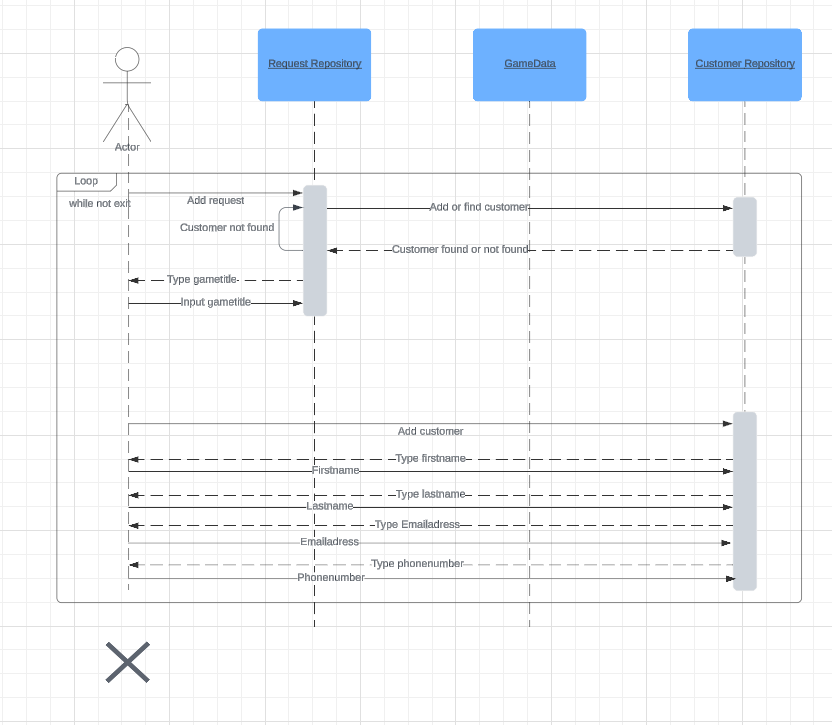 Request Repository
GameData
Customer Repository
Actor
Loop
while not exit
Add request
Add or find customer
Customer not found
Customer found or not found
Type gametitle
Input gametitle
Add customer
Type firstname
Firstname
Type lastname
Lastname
Type Emailadress
Emailadress
Type phonenumber
Phonenumber